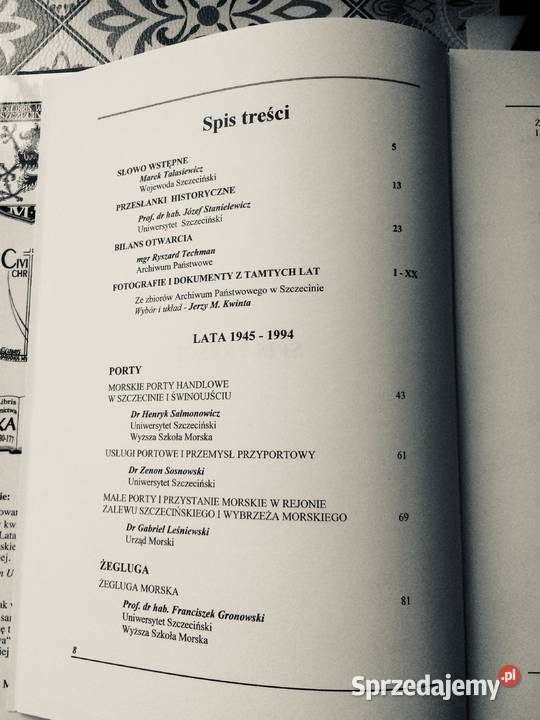 Spis treści
SŁOWO WSTĘPNE 5
Marek Tałasiewicz
Wojewoda Szczeciński
PRZESŁANKI HISTORYCZNE 13
Prof. dr hab. Józef Stanielewicz
Uniwersytet Szczeciński
BILANS OTWARCIA 23
mgr Ryszard Techman
Archiwum Państwowe
FOTOGRAFIE I DOKUMENTY Z TAMTYCH LAT I - XX
Ze zbiorów Archiwum Państwowego w Szczecinie
Wybór i układ - Jerzy M. Kwinta
LATA 1945 - 1994
PORTY
MORSKIE PORTY HANDLOWE
W SZCZECINIE I ŚWINOUJŚCIU 43
Dr Henryk Salmonowicz
Uniwersytet Szczeciński
Wyższa Szkoła Morska
USŁUGI PORTOWE I PRZEMYSŁ PRZYPORTOWY 61
Dr Zenon Sosnowski
Uniwersytet Szczeciński
MAŁE PORTY I PRZYSTANIE MORSKIE W REJONIE
ZALEWU SZCZECIŃSKIEGO I WYBRZEŻA MORSKIEGO 69
Dr Gabriel Leśniewski
Urząd Morski
ŻEGLUGA
ŻEGLUGA MORSKA 81
Prof. dr hab. Franciszek Gronowski
Uniwersytet Szczeciński
Wyższa Szkoła Morska
8
Sprzedajemy.pl